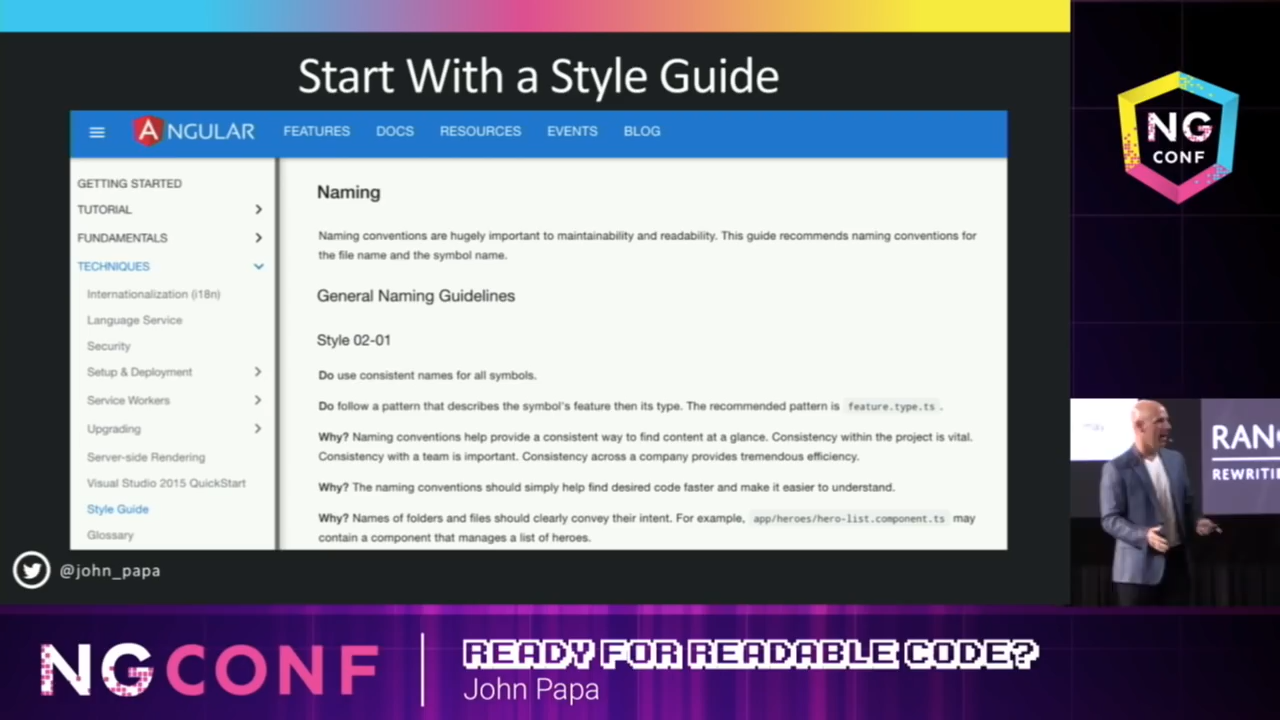 Start With a Style Guide
ANGULAR FEATURES DOCS RESOURCES EVENTS BLOG
GETTING STARTED
TUTORIAL
FUNDAMENTALS
TECHNIQUES
Internationalization (i18n)
Language Service
Security
Setup & Deployment
Service Workers
Upgrading
Server-side Rendering
Visual Studio 2015 QuickStart
Style Guide
Glossary
Naming
Naming conventions are hugely important to maintainability and readability. This guide recommends naming conventions for
the file name and the symbol name.
General Naming Guidelines
Style 02-01
Do use consistent names for all symbols.
Do follow a pattern that describes the symbol's feature then its type. The recommended pattern is feature.type.ts .
Why? Naming conventions help provide a consistent way to find content at a glance. Consistency within the project is vital.
Consistency with a team is important. Consistency across a company provides tremendous efficiency.
Why? The naming conventions should simply help find desired code faster and make it easier to understand.
Why? Names of folders and files should clearly convey their intent. For example, app/heroes/hero-list.component.ts may
contain a component that manages a list of heroes.
@john_papa
NG
CONF
RANG
REWRITI
NGCONF
READY FOR READABLE CODE?
John Papa